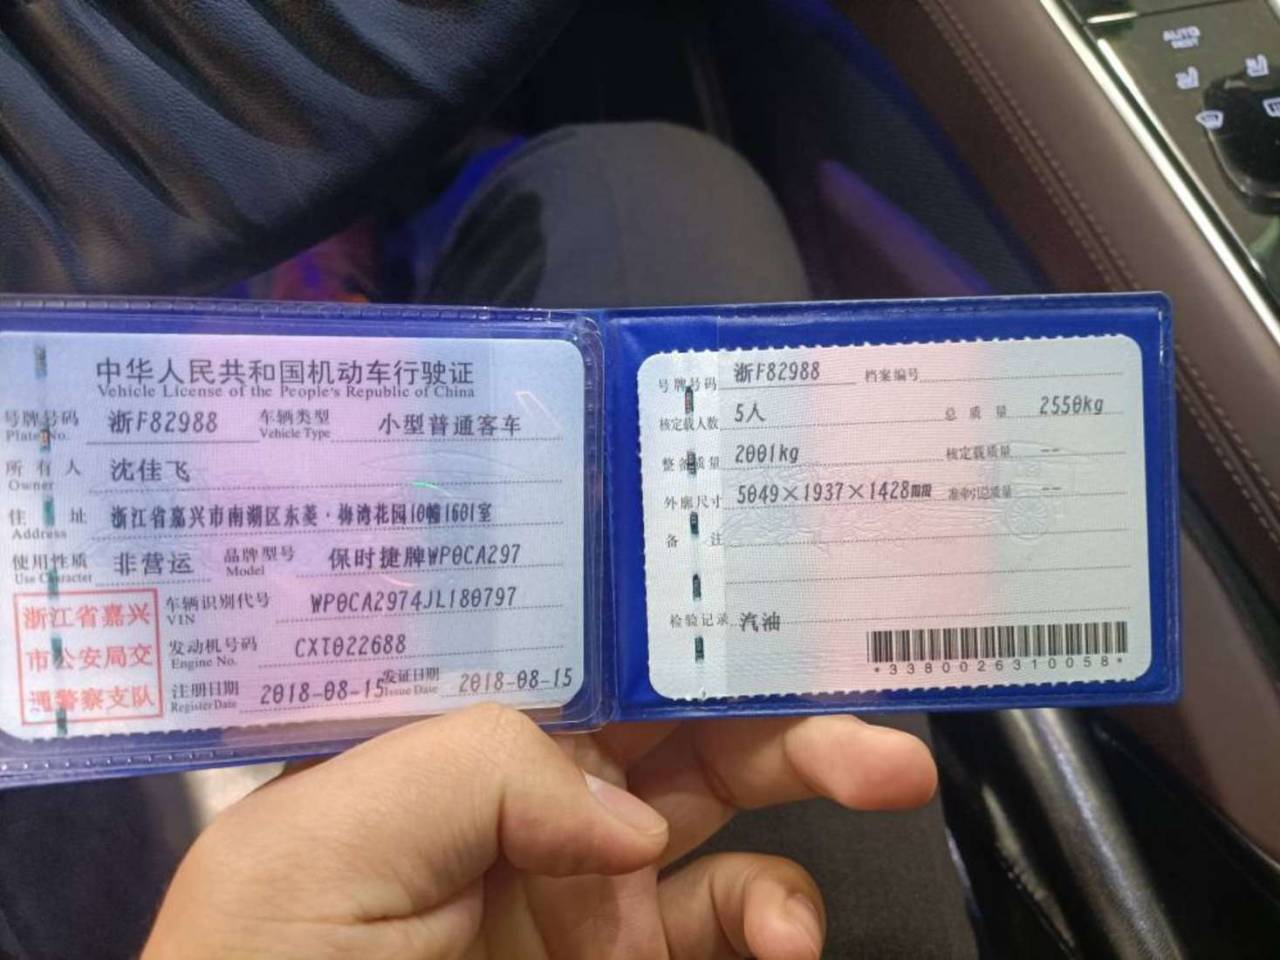 AUTO
中华人民共和国机动车行驶证
Vehicle License of the People's Republic of China
号牌号码 浙F82988 车辆类型 小型普通客车
Plate No. Vehicle Type
所有人 沈佳飞
Owner
住址 浙江省嘉兴市南湖区东菱·梅湾花园10幢1601室
Address
使用性质 非营运 品牌型号 保时捷牌WP0CA297
Use Character Model
浙江省嘉兴市公安局交通警察支队
车辆识别代号 WP0CA2974JL180797
VIN
发动机号码 CXT022688
Engine No.
注册日期 2018-08-15 发证日期 2018-08-15
Register Date Issue Date
号牌号码 浙F82988 档案编号
核定载人数 5人 总质量 2550kg
整备质量 2001kg 核定载质量 --
外廓尺寸 5049×1937×1428 准牵引总质量 --
备注
检验记录 汽油
*3380026310058*